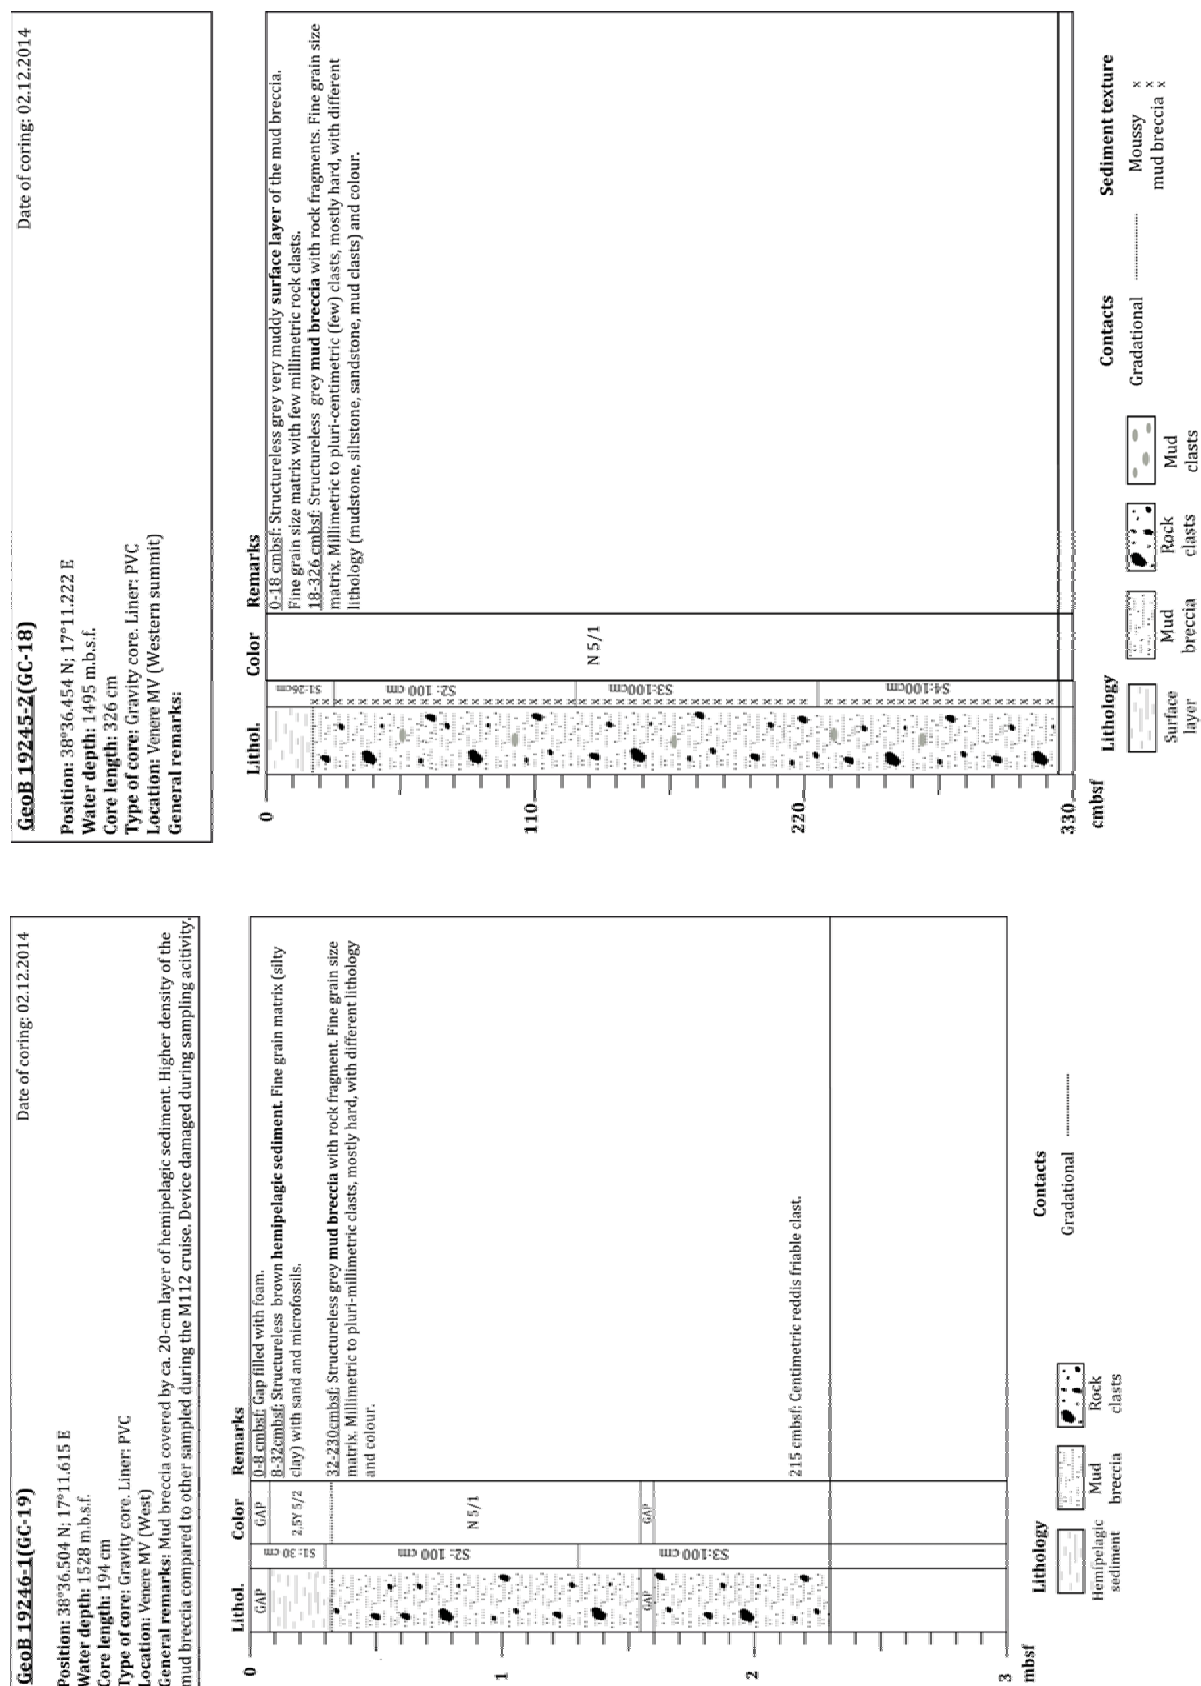 GeoB 19245-2(GC-18)
Date of coring: 02.12.2014
Position: 38°36.454 N; 17°11.222 E
Water depth: 1495 m.b.s.f.
Core length: 326 cm
Type of core: Gravity core. Liner: PVC
Location: Venere MV (Western summit)
General remarks:
Lithol.
Color
Remarks
0
110
220
330
cmbsf
S1:26cm
S2: 100 cm
S3:100cm
S4:100cm
N 5/1
0-18 cmbsf: Structureless grey very muddy surface layer of the mud breccia.
Fine grain size matrix with few millimetric rock clasts.
18-326 cmbsf: Structureless grey mud breccia with rock fragments. Fine grain size
matrix. Millimetric to pluri-centimetric (few) clasts, mostly hard, with different
lithology (mudstone, siltstone, sandstone, mud clasts) and colour.
Lithology
Contacts
Sediment texture
Surface
layer
Mud
breccia
Rock
clasts
Mud
clasts
Gradational
Moussy
mud breccia
GeoB 19246-1(GC-19)
Date of coring: 02.12.2014
Position: 38°36.504 N; 17°11.615 E
Water depth: 1528 m.b.s.f.
Core length: 194 cm
Type of core: Gravity core. Liner: PVC
Location: Venere MV (West)
General remarks: Mud breccia covered by ca. 20-cm layer of hemipelagic sediment. Higher density of the
mud breccia compared to other sampled during the M112 cruise. Device damaged during sampling acitivity.
Lithol.
Color
Remarks
0
1
2
3
mbsf
GAP
GAP
S1: 30 cm
S2: 100 cm
S3:100 cm
GAP
2.5Y 5/2
N 5/1
GAP
0-8 cmbsf: Gap filled with foam.
8-32cmbsf: Structureless brown hemipelagic sediment. Fine grain matrix (silty
clay) with sand and microfossils.
32-230cmbsf: Structureless grey mud breccia with rock fragment. Fine grain size
matrix. Millimetric to pluri-millimetric clasts, mostly hard, with different lithology
and colour.
215 cmbsf: Centimetric reddis friable clast.
Lithology
Contacts
Hemipelagic
sediment
Mud
breccia
Rock
clasts
Gradational